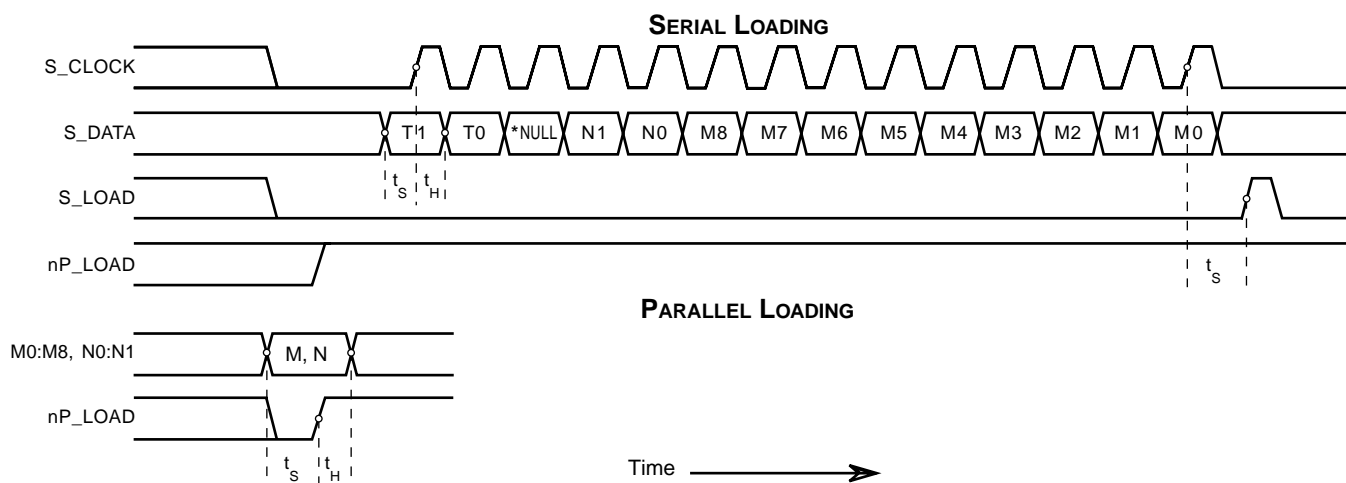 SERIAL LOADING
S_CLOCK
S_DATA T1 T0 *NULL N1 N0 M8 M7 M6 M5 M4 M3 M2 M1 M0
tS tH
S_LOAD
nP_LOAD
tS
PARALLEL LOADING
M0:M8, N0:N1 M, N
nP_LOAD
tS tH
Time